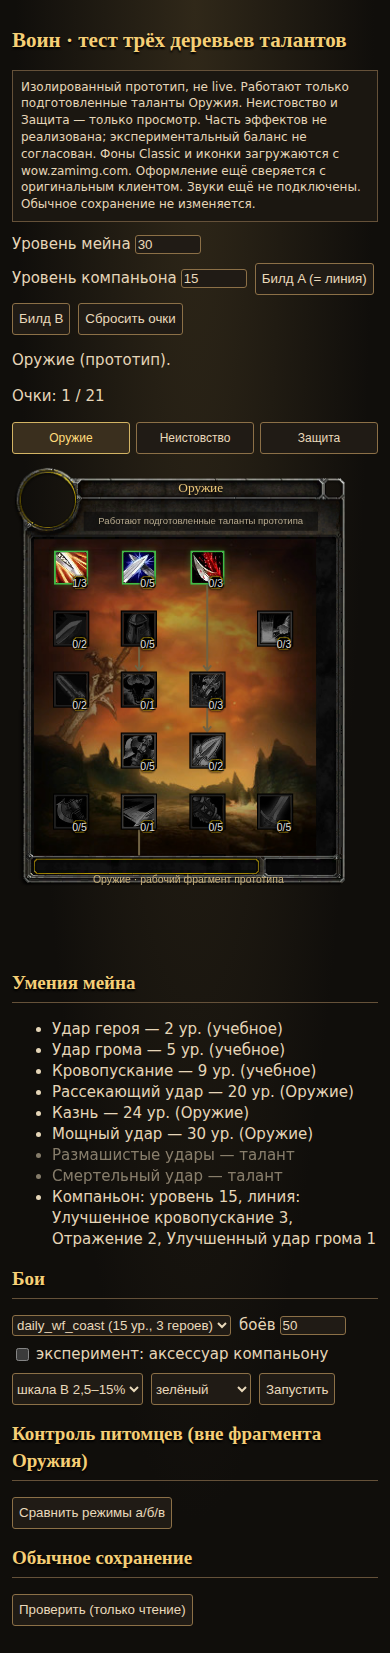 Воин · тест трёх деревьев талантов
Изолированный прототип, не live. Работают только
подготовленные таланты Оружия. Неистовство и
Защита — только просмотр. Часть эффектов не
реализована; экспериментальный баланс не
согласован. Фоны Classic и иконки загружаются с
wow.zamimg.com. Оформление ещё сверяется с
оригинальным клиентом. Звуки ещё не подключены.
Обычное сохранение не изменяется.
Уровень мейна 30
Уровень компаньона 15 Билд A (= линия)
Билд B Сбросить очки
Оружие (прототип).
Очки: 1 / 21
Оружие Неистовство Защита
Оружие
Работают подготовленные таланты прототипа
1/3 0/5 0/3
0/2 0/5 0/3
0/2 0/1 0/3
0/5 0/2
0/5 0/1 0/5 0/5
Оружие · рабочий фрагмент прототипа
Умения мейна
• Удар героя — 2 ур. (учебное)
• Удар грома — 5 ур. (учебное)
• Кровопускание — 9 ур. (учебное)
• Рассекающий удар — 20 ур. (Оружие)
• Казнь — 24 ур. (Оружие)
• Мощный удар — 30 ур. (Оружие)
• Размашистые удары — талант
• Смертельный удар — талант
• Компаньон: уровень 15, линия:
Улучшенное кровопускание 3,
Отражение 2, Улучшенный удар грома 1
Бои
daily_wf_coast (15 ур., 3 героев) боёв 50
эксперимент: аксессуар компаньону
шкала B 2,5–15% зелёный Запустить
Контроль питомцев (вне фрагмента
Оружия)
Сравнить режимы а/б/в
Обычное сохранение
Проверить (только чтение)